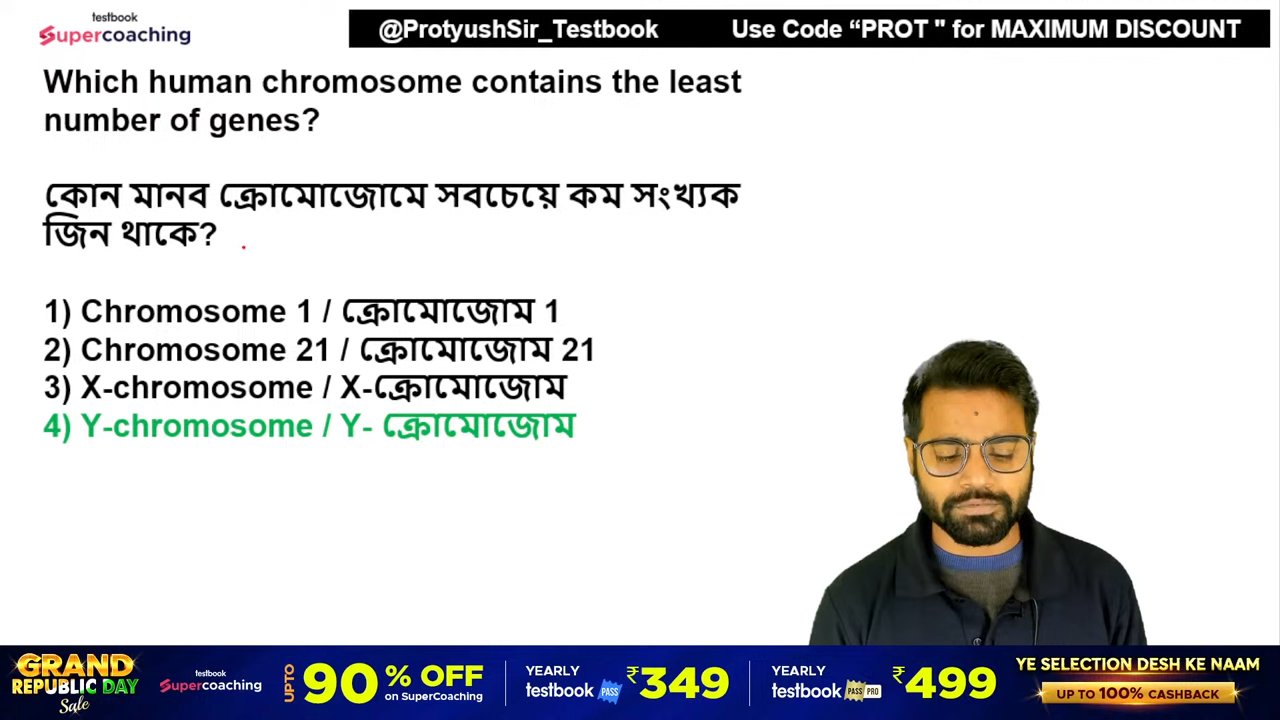 testbook
Supercoaching
@ProtyushSir_Testbook Use Code “PROT " for MAXIMUM DISCOUNT
Which human chromosome contains the least
number of genes?
কোন মানব ক্রোমোজোমে সবচেয়ে কম সংখ্যক
জিন থাকে?
1) Chromosome 1 / ক্রোমোজোম 1
2) Chromosome 21 / ক্রোমোজোম 21
3) X-chromosome / X-ক্রোমোজোম
4) Y-chromosome / Y- ক্রোমোজোম
GRAND
REPUBLIC DAY
Sale
testbook
Supercoaching
UPTO
90% OFF
on SuperCoaching
YEARLY
testbook PASS
₹349
YEARLY
testbook PASS PRO
₹499
YE SELECTION DESH KE NAAM
UP TO 100% CASHBACK